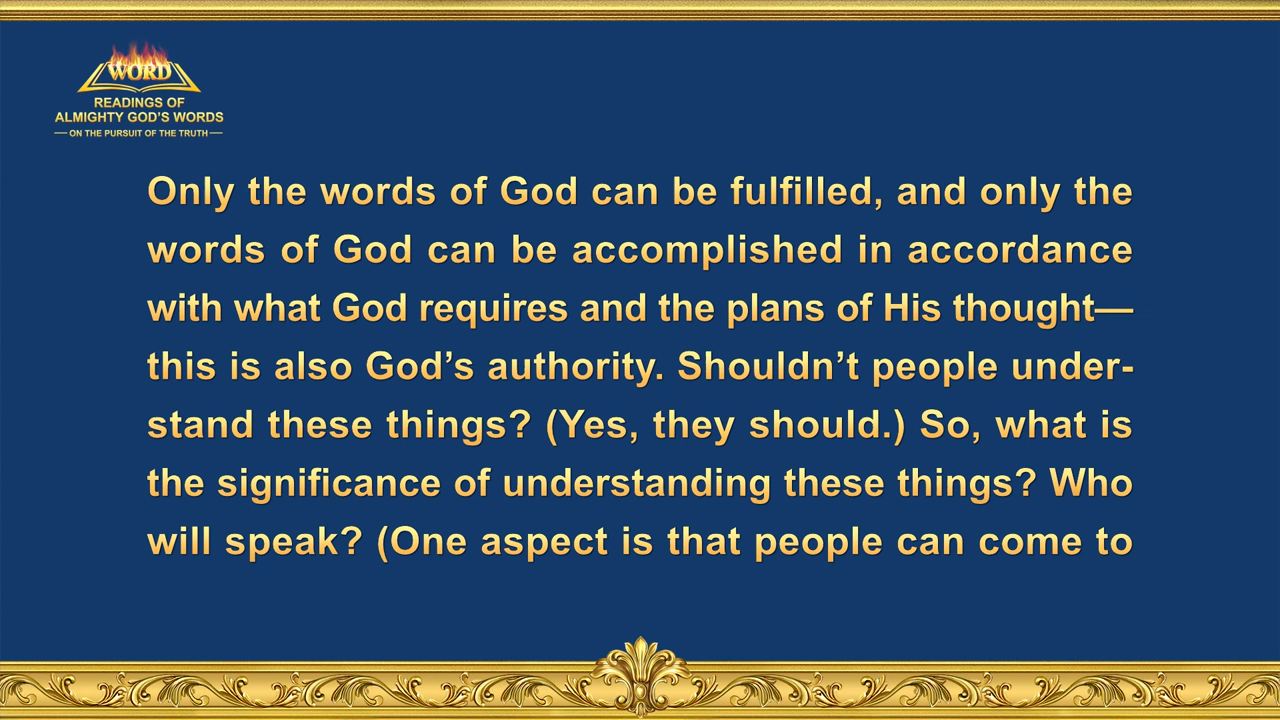 WORD
READINGS OF
ALMIGHTY GOD'S WORDS
— ON THE PURSUIT OF THE TRUTH —
Only the words of God can be fulfilled, and only the
words of God can be accomplished in accordance
with what God requires and the plans of His thought—
this is also God’s authority. Shouldn’t people under-
stand these things? (Yes, they should.) So, what is
the significance of understanding these things? Who
will speak? (One aspect is that people can come to